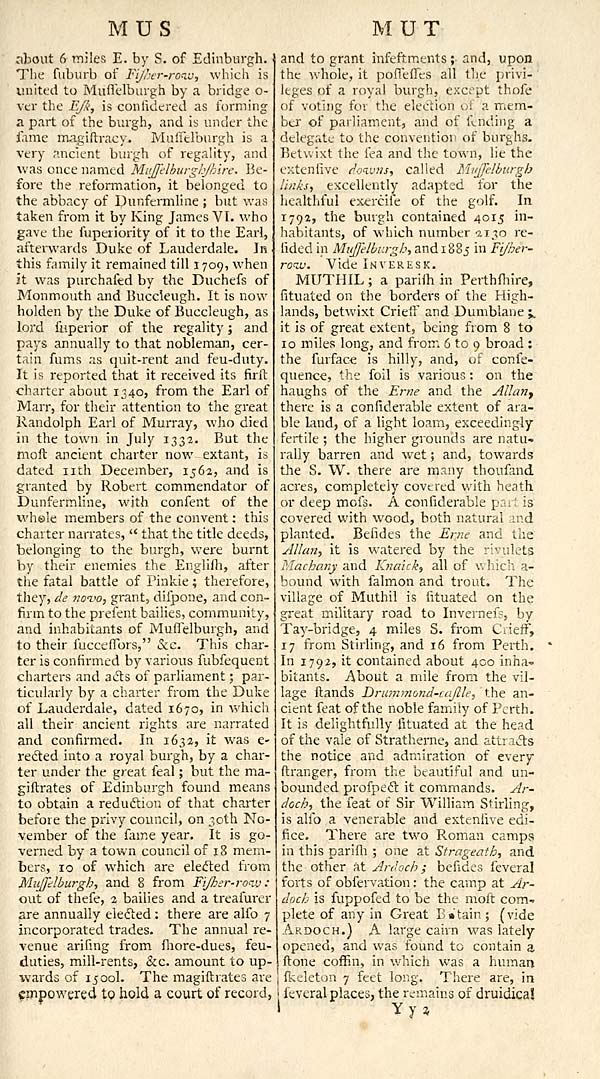 MUS
about 6 miles E. by S. of Edinburgh.
The ſuburb of Fiſher-row, which is
united to Muſſelburgh by a bridge o-
ver the Eſk, is conſidered as forming
a part of the burgh, and is under the
ſame magiſtracy. Muſſelburgh is a
very ancient burgh of regality, and
was once named Muſſelburghſhire. Be-
fore the reformation, it belonged to
the abbacy of Dunfermline; but was
taken from it by King James VI. who
gave the ſuperiority of it to the Earl,
afterwards Duke of Lauderdale. In
this family it remained till 1709, when
it was purchaſed by the Ducheſs of
Monmouth and Buccleugh. It is now
holden by the Duke of Buccleugh, as
lord ſuperior of the regality; and
pays annually to that nobleman, cer-
tain ſums as quit-rent and feu-duty.
It is reported that it received its firſt
charter about 1340, from the Earl of
Marr, for their attention to the great
Randolph Earl of Murray, who died
in the town in July 1332. But the
moſt ancient charter now extant, is
dated 11th December, 1562, and is
granted by Robert commendator of
Dunfermline, with conſent of the
whole members of the convent: this
charter narrates, "that the title deeds,
belonging to the burgh, were burnt
by their enemies the Engliſh, after
the fatal battle of Pinkie; therefore,
they, de novo, grant, diſpone, and con-
firm to the preſent bailies, community,
and inhabitants of Muſſelburgh, and
to their ſucceſſors," &c. This char-
ter is confirmed by various ſubſequent
charters and acts of parliament; par-
ticularly by a charter from the Duke
of Lauderdale, dated 1670, in which
all their ancient rights are narrated
and confirmed. In 1632, it was e-
rected into a royal burgh, by a char-
ter under the great ſeal; but the ma-
giſtrates of Edinburgh found means
to obtain a reduction of that charter
before the privy council, on 30th No-
vember of the ſame year. It is go-
verned by a town council of 18 mem-
bers, 10 of which are elected from
Muſſelburgh, and 8 from Fiſher-row:
out of theſe, 2 bailies and a treaſurer
are annually elected: there are alſo 7
incorporated trades. The annual re-
venue ariſing from ſhore-dues, feu-
duties, mill-rents, &c. amount to up-
wards of 1500l. The magiſtrates are
empowered to hold a court of record,
MUT
and to grant infeftments; and, upon
the whole, it poſſeſſes all the privi-
leges of a royal burgh, except thoſe
of voting for the election of a mem-
ber of parliament, and of ſending a
delegate to the convention of burghs.
Betwixt the ſea and the town, lie the
extenſive downs, called Muſſelburgh
links, excellently adapted for the
healthful exerciſe of the golf. In
1792, the burgh contained 4015 in-
habitants, of which number 2130 re-
ſided in Muſſelburgh, and 1885 in Fiſher-
row. Vide INVERESK.
MUTHIL; a pariſh in Perthſhire,
ſituated on the borders of the High-
lands, betwixt Crieff and Dumblane;
it is of great extent, being from 8 to
10 miles long, and from 6 to 9 broad:
the ſurface is hilly, and, of conſe-
quence, the ſoil is various: on the
haughs of the Erne and the Allan,
there is a conſiderable extent of ara-
ble land, of a light loam, exceedingly
fertile; the higher grounds are natu-
rally barren and wet; and, towards
the S. W. there are many thouſand
acres, completely covered with heath
or deep moſs. A conſiderable part is
covered with wood, both natural and
planted. Beſides the Erne and the
Allan, it is watered by the rivulets
Machany and Knaick, all of which a-
bound with ſalmon and trout. The
village of Muthil is ſituated on the
great military road to Inverneſs, by
Tay-bridge, 4 miles S. from Crieff,
17 from Stirling, and 16 from Perth.
In 1792, it contained about 400 inha-
bitants. About a mile from the vil-
lage ſtands Drummond-caſtle, the an-
cient ſeat of the noble family of Perth.
It is delightfully ſituated at the head
of the vale of Stratherne, and attracts
the notice and admiration of every
ſtranger, from the beautiful and un-
bounded proſpect it commands. Ar-
doch, the ſeat of Sir William Stirling,
is alſo a venerable and extenſive edi-
fice. There are two Roman camps
in this pariſh; one at Strageath, and
the other at Ardoch; beſides ſeveral
forts of obſervation: the camp at Ar-
doch is ſuppoſed to be the moſt com-
plete of any in Great Britain; (vide
ARDOCH.) A large cairn was lately
opened, and was found to contain a
ſtone coffin, in which was a human
ſkeleton 7 feet long. There are, in
ſeveral places, the remains of druidical
Y y 2